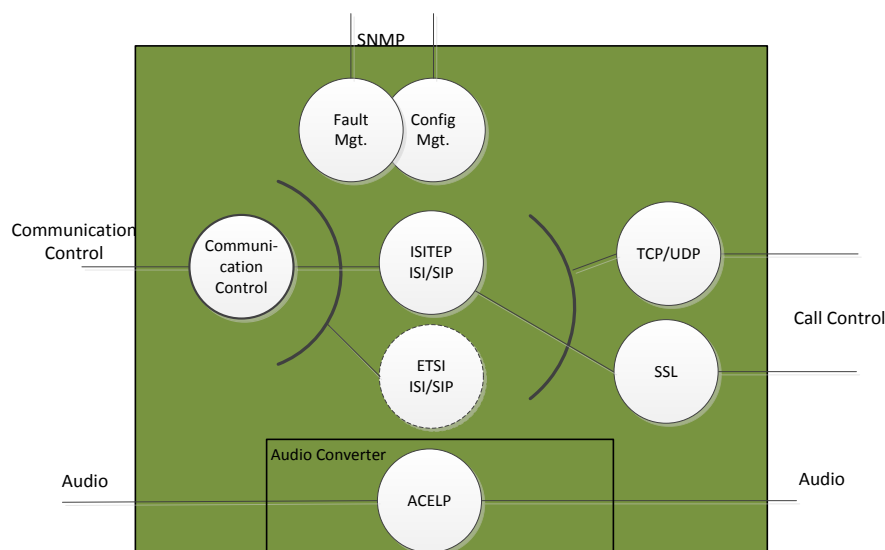 SNMP
Fault
Mgt.
Config
Mgt.
Communication
Control
Communi-
cation
Control
ISITEP
ISI/SIP
TCP/UDP
Call Control
ETSI
ISI/SIP
SSL
Audio Converter
Audio
ACELP
Audio